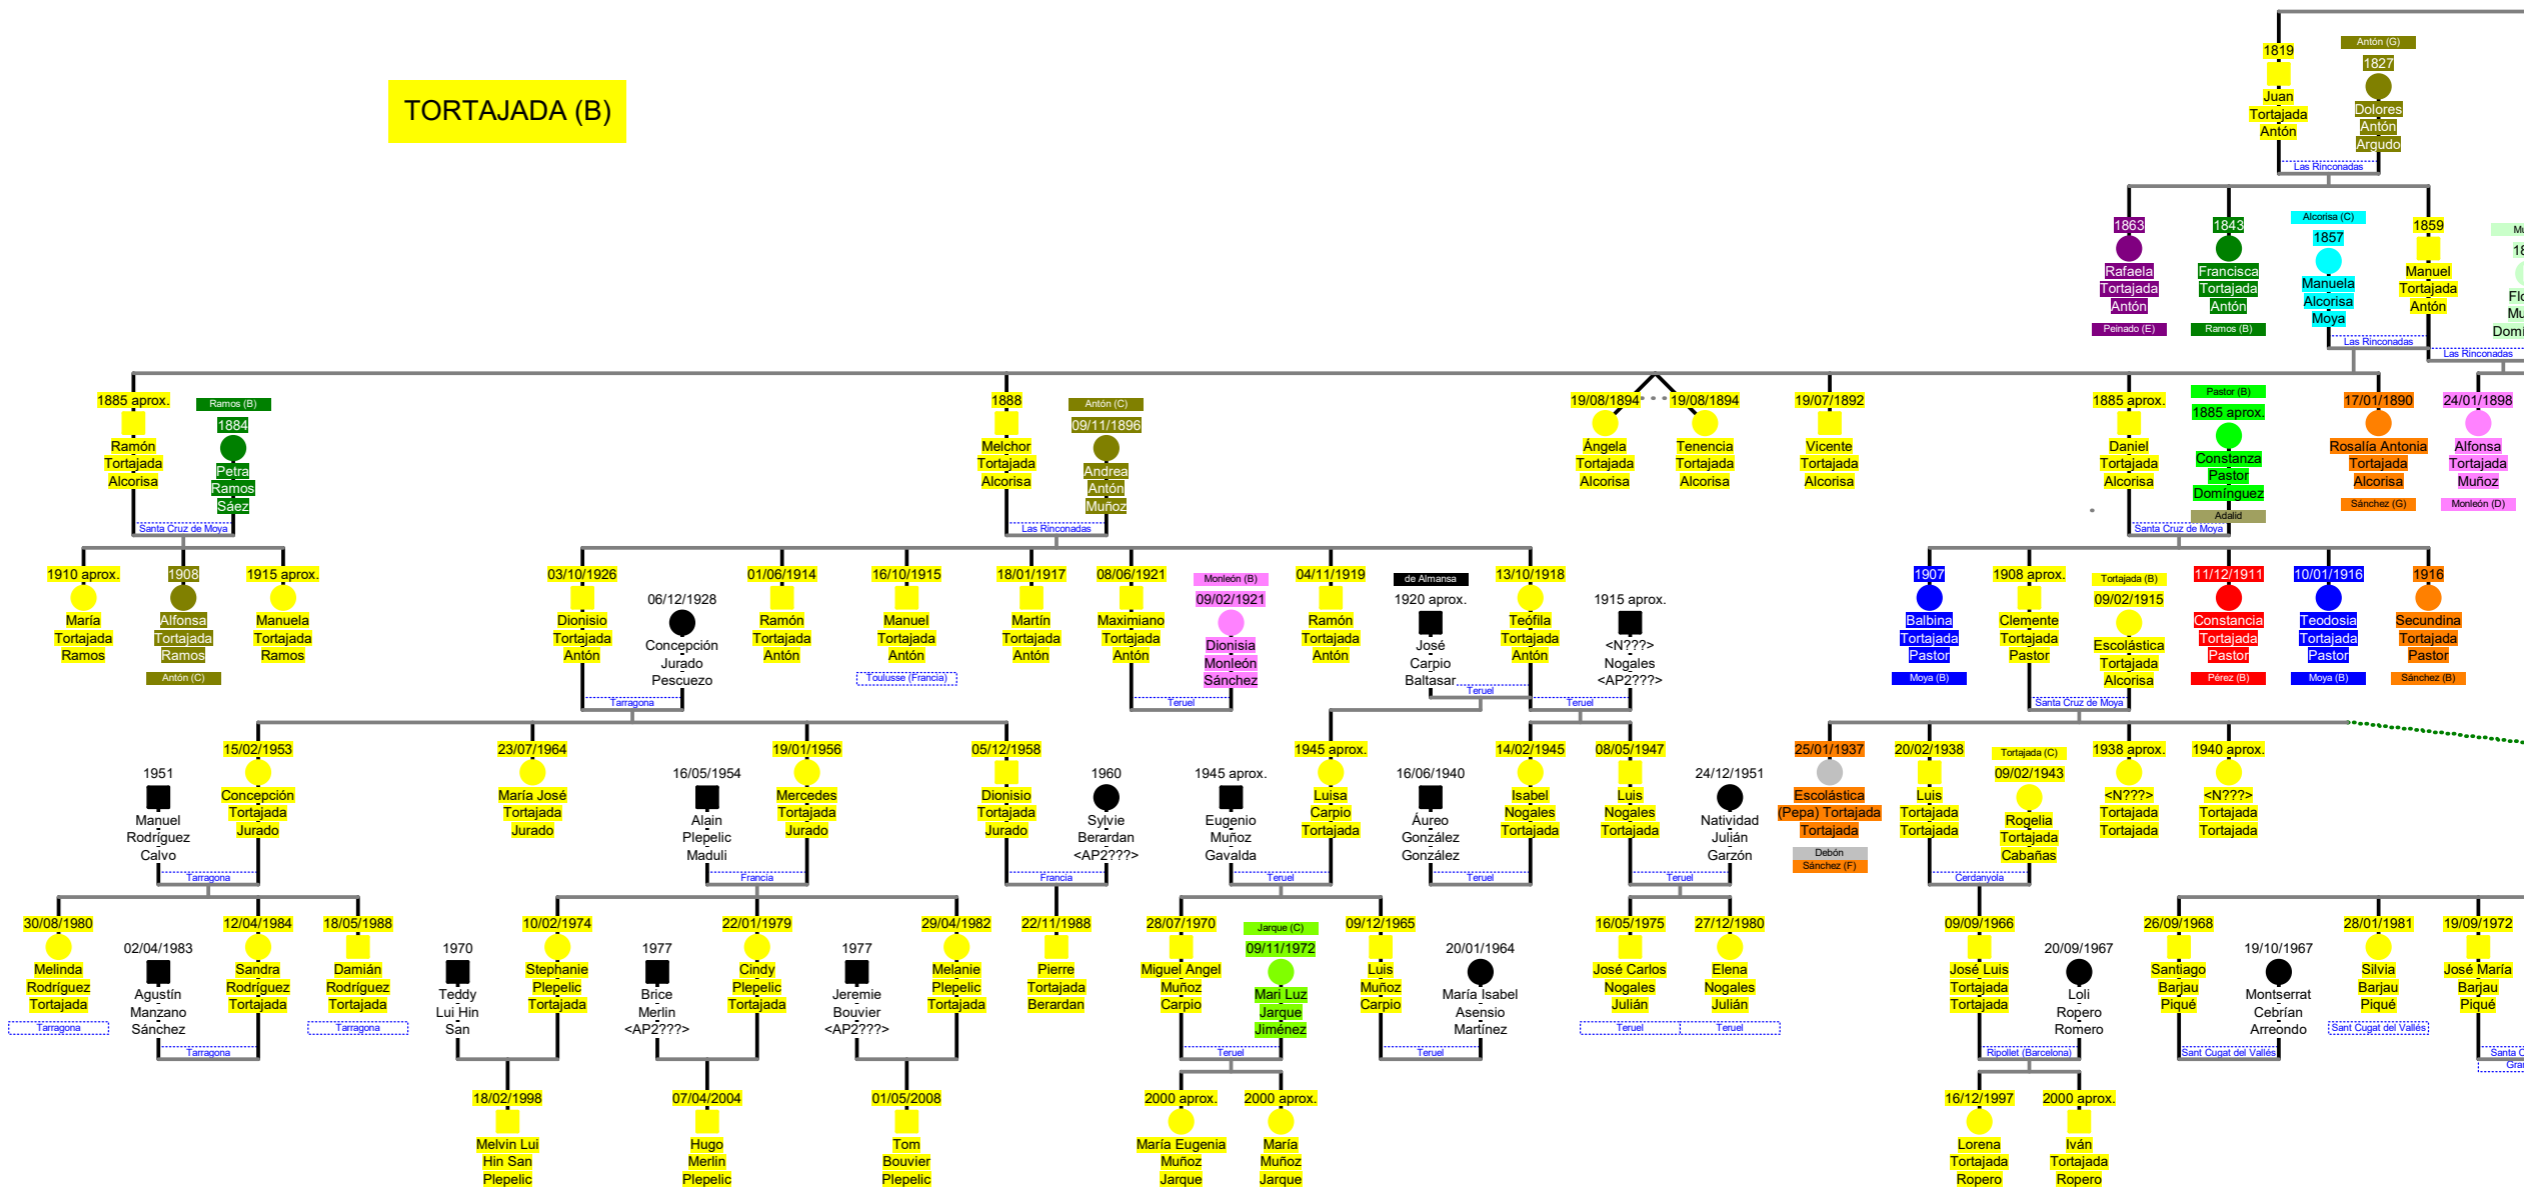 TORTAJADA (B)
1819
Juan
Tortajada
Antón
Antón (G)
1827
Dolores
Antón
Argudo
Las Rinconadas
1863
Rafaela
Tortajada
Antón
Peinado (E)
1843
Francisca
Tortajada
Antón
Ramos (B)
Alcorisa (C)
1857
Manuela
Alcorisa
Moya
1859
Manuel
Tortajada
Antón
Las Rinconadas
Las Rinconadas
1885 aprox.
Ramón
Tortajada
Alcorisa
Ramos (B)
1884
Petra
Ramos
Sáez
Santa Cruz de Moya
1888
Melchor
Tortajada
Alcorisa
Antón (C)
09/11/1896
Andrea
Antón
Muñoz
Las Rinconadas
19/08/1894
Ángela
Tortajada
Alcorisa
19/08/1894
Tenencia
Tortajada
Alcorisa
19/07/1892
Vicente
Tortajada
Alcorisa
1885 aprox.
Daniel
Tortajada
Alcorisa
Pastor (B)
1885 aprox.
Constanza
Pastor
Domínguez
Adalid
Santa Cruz de Moya
17/01/1890
Rosalía Antonia
Tortajada
Alcorisa
Sánchez (G)
24/01/1898
Alfonsa
Tortajada
Muñoz
Monleón (D)
1910 aprox.
María
Tortajada
Ramos
1908
Alfonsa
Tortajada
Ramos
Antón (C)
1915 aprox.
Manuela
Tortajada
Ramos
03/10/1926
Dionisio
Tortajada
Antón
06/12/1928
Concepción
Jurado
Pescuezo
Tarragona
01/06/1914
Ramón
Tortajada
Antón
16/10/1915
Manuel
Tortajada
Antón
Toulusse (Francia)
18/01/1917
Martín
Tortajada
Antón
08/06/1921
Maximiano
Tortajada
Antón
Monleón (B)
09/02/1921
Dionisia
Monleón
Sánchez
Teruel
04/11/1919
Ramón
Tortajada
Antón
de Almansa
1920 aprox.
José
Carpio
Baltasar
Teruel
13/10/1918
Teófila
Tortajada
Antón
1915 aprox.
<N???>
Nogales
<AP2???>
Teruel
1907
Balbina
Tortajada
Pastor
Moya (B)
1908 aprox.
Clemente
Tortajada
Pastor
Tortajada (B)
09/02/1915
Escolástica
Tortajada
Alcorisa
Santa Cruz de Moya
11/12/1911
Constancia
Tortajada
Pastor
Pérez (B)
10/01/1916
Teodosia
Tortajada
Pastor
Moya (B)
1916
Secundina
Tortajada
Pastor
Sánchez (B)
1951
Manuel
Rodríguez
Calvo
15/02/1953
Concepción
Tortajada
Jurado
Tarragona
23/07/1964
María José
Tortajada
Jurado
16/05/1954
Alain
Plepelic
Maduli
19/01/1956
Mercedes
Tortajada
Jurado
Francia
05/12/1958
Dionisio
Tortajada
Jurado
1960
Sylvie
Berardan
<AP2???>
Francia
1945 aprox.
Eugenio
Muñoz
Gavalda
1945 aprox.
Luisa
Carpio
Tortajada
Teruel
16/06/1940
Áureo
González
González
14/02/1945
Isabel
Nogales
Tortajada
Teruel
08/05/1947
Luis
Nogales
Tortajada
24/12/1951
Natividad
Julián
Garzón
Teruel
25/01/1937
Escolástica
(Pepa) Tortajada
Tortajada
Debón
Sánchez (F)
20/02/1938
Luis
Tortajada
Tortajada
Tortajada (C)
09/02/1943
Rogelia
Tortajada
Cabañas
Cerdanyola
1938 aprox.
<N???>
Tortajada
Tortajada
1940 aprox.
<N???>
Tortajada
Tortajada
30/08/1980
Melinda
Rodríguez
Tortajada
Tarragona
02/04/1983
Agustín
Manzano
Sánchez
12/04/1984
Sandra
Rodríguez
Tortajada
Tarragona
18/05/1988
Damián
Rodríguez
Tortajada
Tarragona
1970
Teddy
Lui Hin
San
10/02/1974
Stephanie
Plepelic
Tortajada
1977
Brice
Merlin
<AP2???>
22/01/1979
Cindy
Plepelic
Tortajada
1977
Jeremie
Bouvier
<AP2???>
29/04/1982
Melanie
Plepelic
Tortajada
22/11/1988
Pierre
Tortajada
Berardan
28/07/1970
Miguel Angel
Muñoz
Carpio
Jarque (C)
09/11/1972
Mari Luz
Jarque
Jiménez
Teruel
09/12/1965
Luis
Muñoz
Carpio
20/01/1964
María Isabel
Asensio
Martínez
Teruel
16/05/1975
José Carlos
Nogales
Julián
Teruel
27/12/1980
Elena
Nogales
Julián
Teruel
09/09/1966
José Luis
Tortajada
Tortajada
20/09/1967
Loli
Ropero
Romero
Ripollet (Barcelona)
26/09/1968
Santiago
Barjau
Piqué
19/10/1967
Montserrat
Cebrían
Arreondo
Sant Cugat del Vallés
28/01/1981
Silvia
Barjau
Piqué
Sant Cugat del Vallés
19/09/1972
José María
Barjau
Piqué
18/02/1998
Melvin Lui
Hin San
Plepelic
07/04/2004
Hugo
Merlin
Plepelic
01/05/2008
Tom
Bouvier
Plepelic
2000 aprox.
María Eugenia
Muñoz
Jarque
2000 aprox.
María
Muñoz
Jarque
16/12/1997
Lorena
Tortajada
Ropero
2000 aprox.
Iván
Tortajada
Ropero